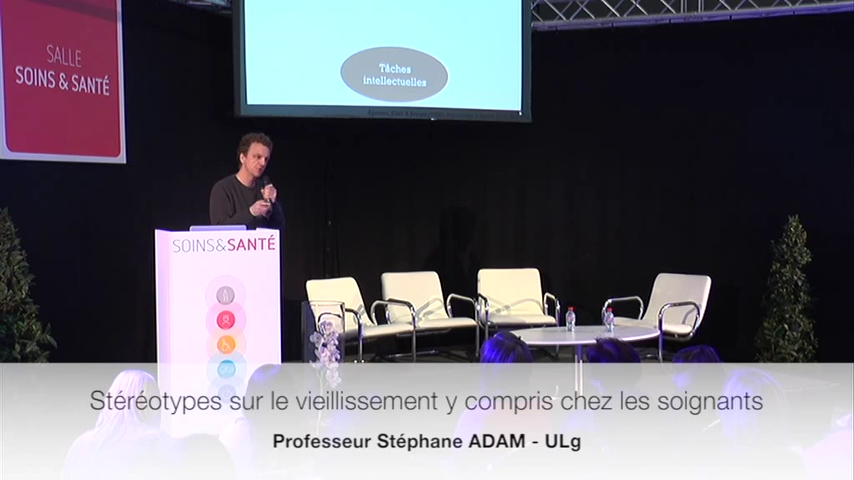 SALLE
SOINS & SANTÉ
Tâches
intellectuelles
SOINS&SANTÉ
Stéréotypes sur le vieillissement y compris chez les soignants
Professeur Stéphane ADAM - ULg